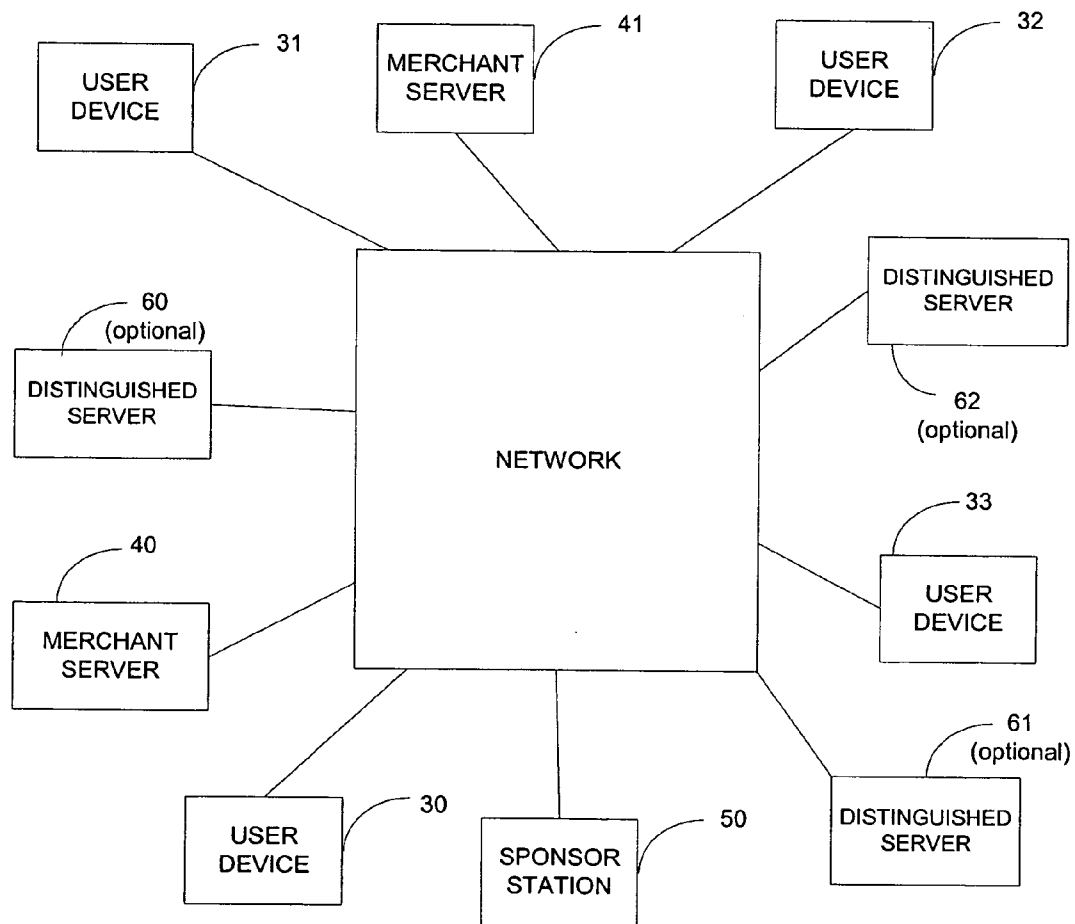 31
USER
DEVICE
41
MERCHANT
SERVER
32
USER
DEVICE
60
(optional)
DISTINGUISHED
SERVER
DISTINGUISHED
SERVER
62
(optional)
NETWORK
40
MERCHANT
SERVER
33
USER
DEVICE
30
USER
DEVICE
50
SPONSOR
STATION
61
(optional)
DISTINGUISHED
SERVER